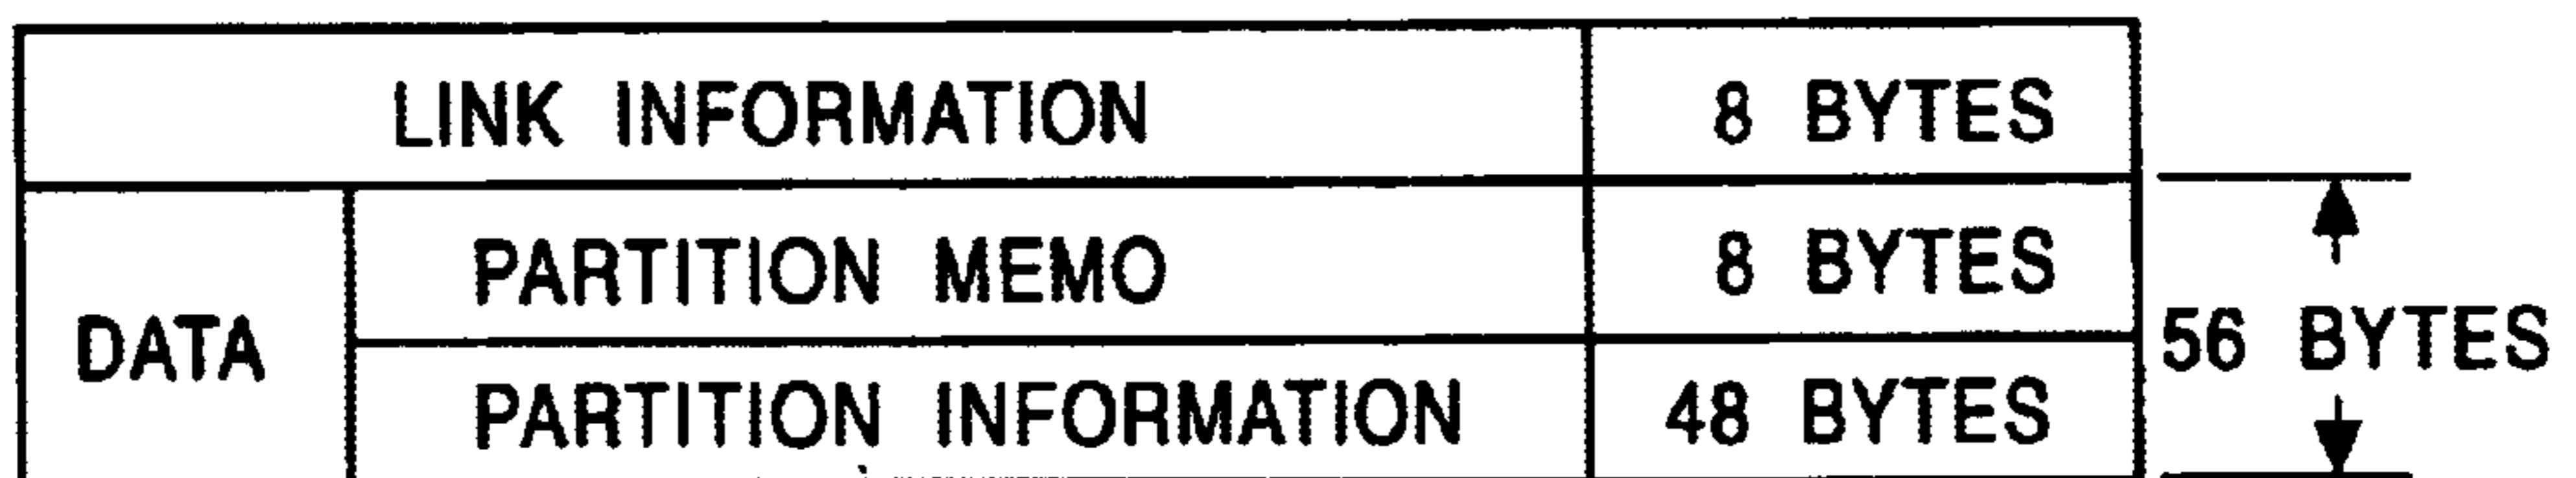 LINK INFORMATION 8 BYTES
PARTITION MEMO 8 BYTES
DATA 56 BYTES
PARTITION INFORMATION 48 BYTES